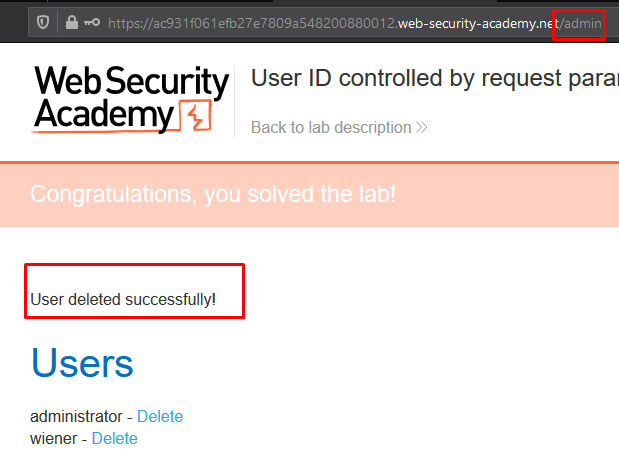 https://ac931f061efb27e7809a548200880012.web-security-academy.net/admin
Web Security
Academy
User ID controlled by request para
Back to lab description
Congratulations, you solved the lab!
User deleted successfully!
Users
administrator - Delete
wiener - Delete